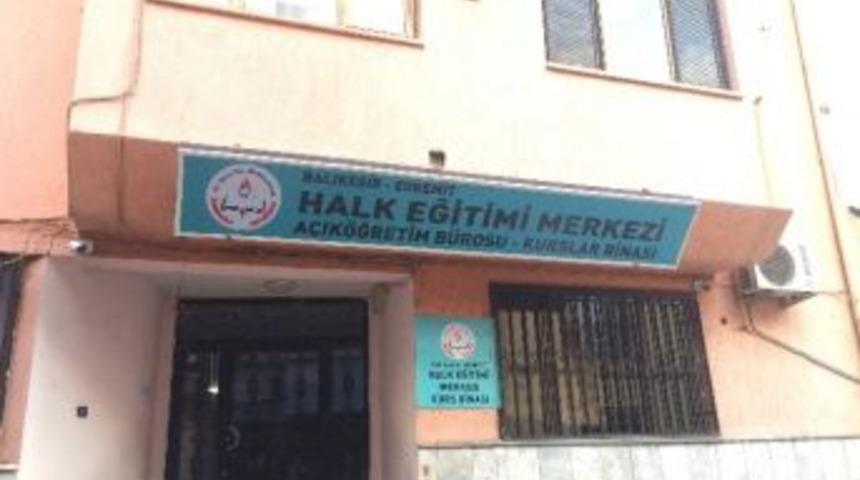 BALIKESİR - EDREMİT
HALK EĞİTİMİ MERKEZİ
AÇIKÖĞRETİM BÜROSU - KURSLAR BİNASI
HALK EĞİTİMİ
MERKEZİ
KURS BİNASI